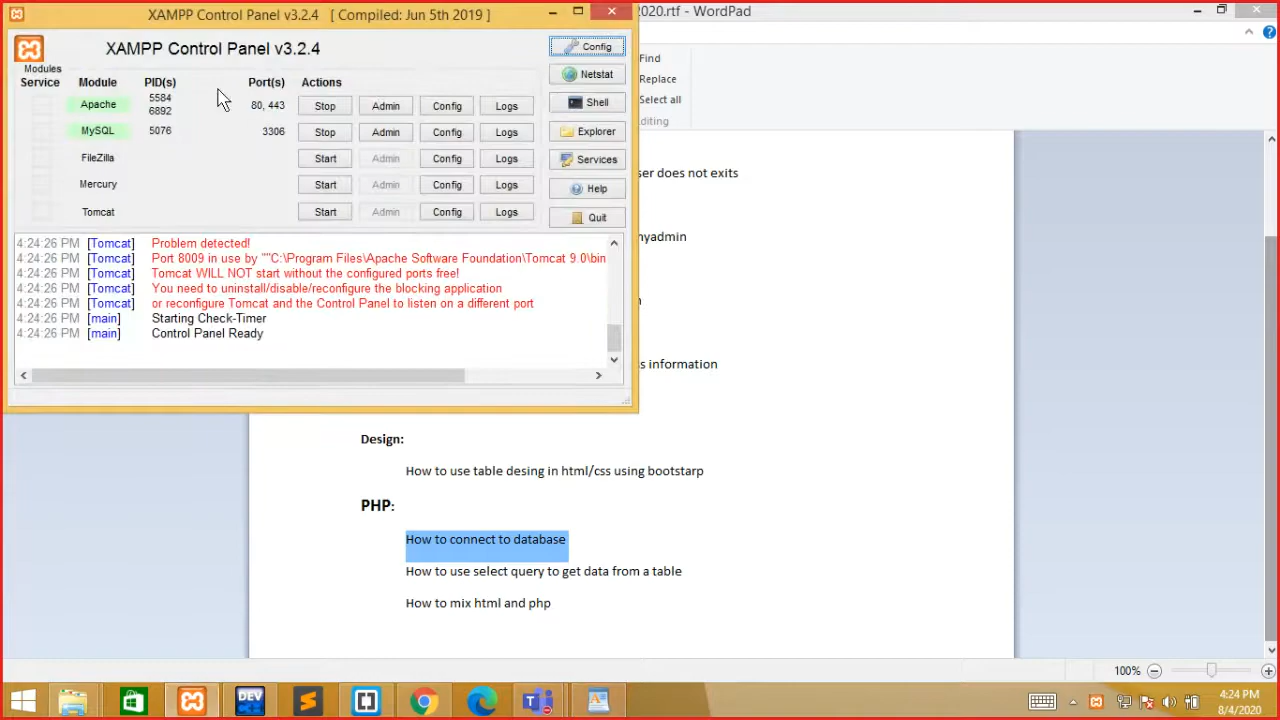 XAMPP Control Panel v3.2.4 [ Compiled: Jun 5th 2019 ]
2020.rtf - WordPad
XAMPP Control Panel v3.2.4
Config
Modules
Service Module PID(s) Port(s) Actions
Netstat
Apache 5584 6892 80, 443 Stop Admin Config Logs
Shell
MySQL 5076 3306 Stop Admin Config Logs
Explorer
FileZilla Start Admin Config Logs
Services
Mercury Start Admin Config Logs
Help
Tomcat Start Admin Config Logs
Quit
4:24:26 PM [Tomcat] Problem detected!
4:24:26 PM [Tomcat] Port 8009 in use by ""C:\Program Files\Apache Software Foundation\Tomcat 9.0\bin
4:24:26 PM [Tomcat] Tomcat WILL NOT start without the configured ports free!
4:24:26 PM [Tomcat] You need to uninstall/disable/reconfigure the blocking application
4:24:26 PM [Tomcat] or reconfigure Tomcat and the Control Panel to listen on a different port
4:24:26 PM [main] Starting Check-Timer
4:24:26 PM [main] Control Panel Ready
Find
Replace
Select all
diting
ser does not exits
yadmin
s information
Design:
How to use table desing in html/css using bootstarp
PHP:
How to connect to database
How to use select query to get data from a table
How to mix html and php
100%
DEV
4:24 PM
8/4/2020